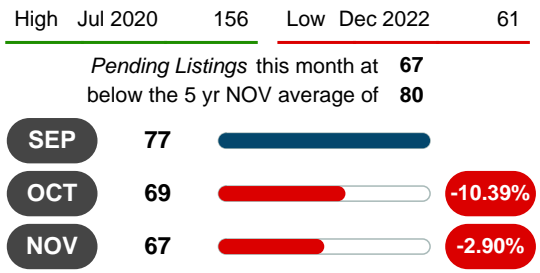 High Jul 2020 156 Low Dec 2022 61
Pending Listings this month at 67
below the 5 yr NOV average of 80
SEP 77
OCT 69 -10.39%
NOV 67 -2.90%